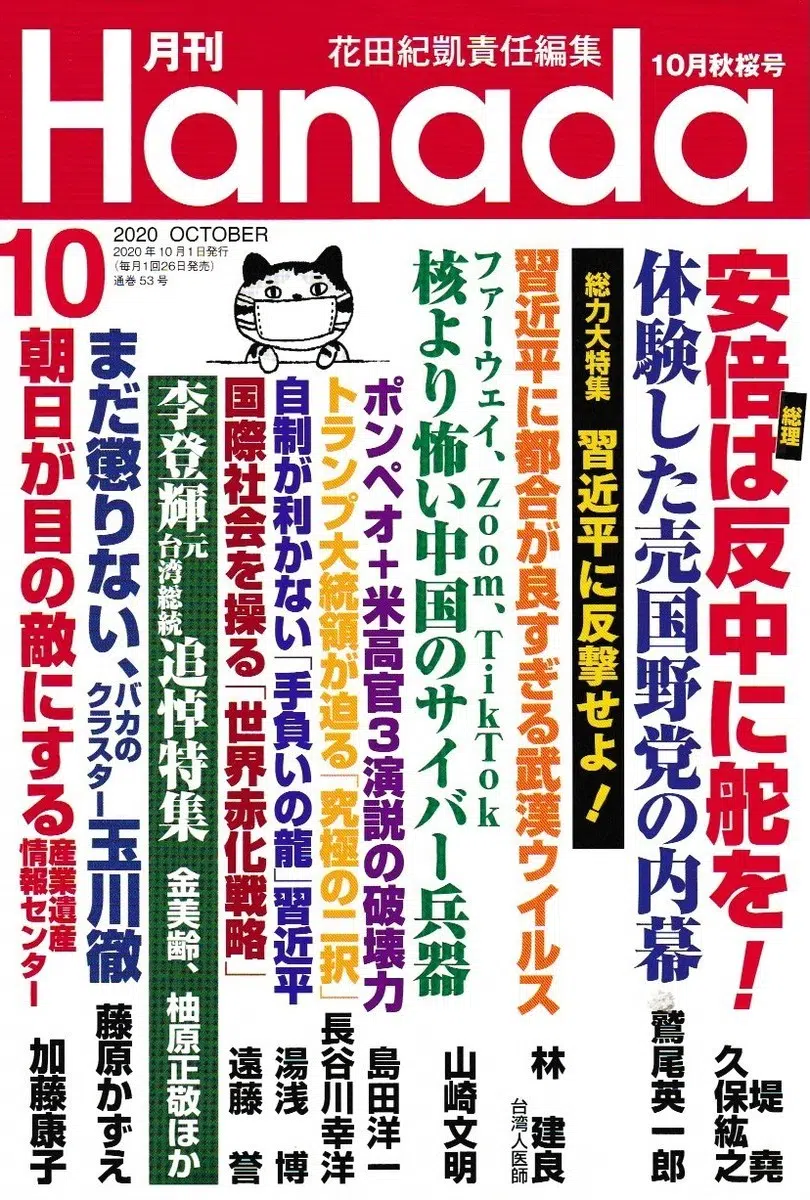 月刊
花田紀凱責任編集
10月秋桜号
Hanada
10
2020 OCTOBER
2020年10月1日発行
(毎月1回26日発売)
通巻53号
安倍総理は反中に舵を!
堤 堯
久保紘之
体験した売国野党の内幕
鷲尾英一郎
総力大特集 習近平に反撃せよ!
習近平に都合が良すぎる武漢ウイルス
林 建良
台湾人医師
ファーウェイ、Zoom、TikTok
核より怖い中国のサイバー兵器
山崎文明
ポンペオ+米高官3演説の破壊力
島田洋一
トランプ大統領が迫る「究極の二択」
長谷川幸洋
自制が利かない「手負いの龍」習近平
湯浅 博
国際社会を操る「世界赤化戦略」
遠藤 誉
李登輝元台湾総統追悼特集 金美齢、柚原正敬ほか
まだ懲りない、バカのクラスター玉川徹
藤原かずえ
朝日が目の敵にする産業遺産情報センター
加藤康子